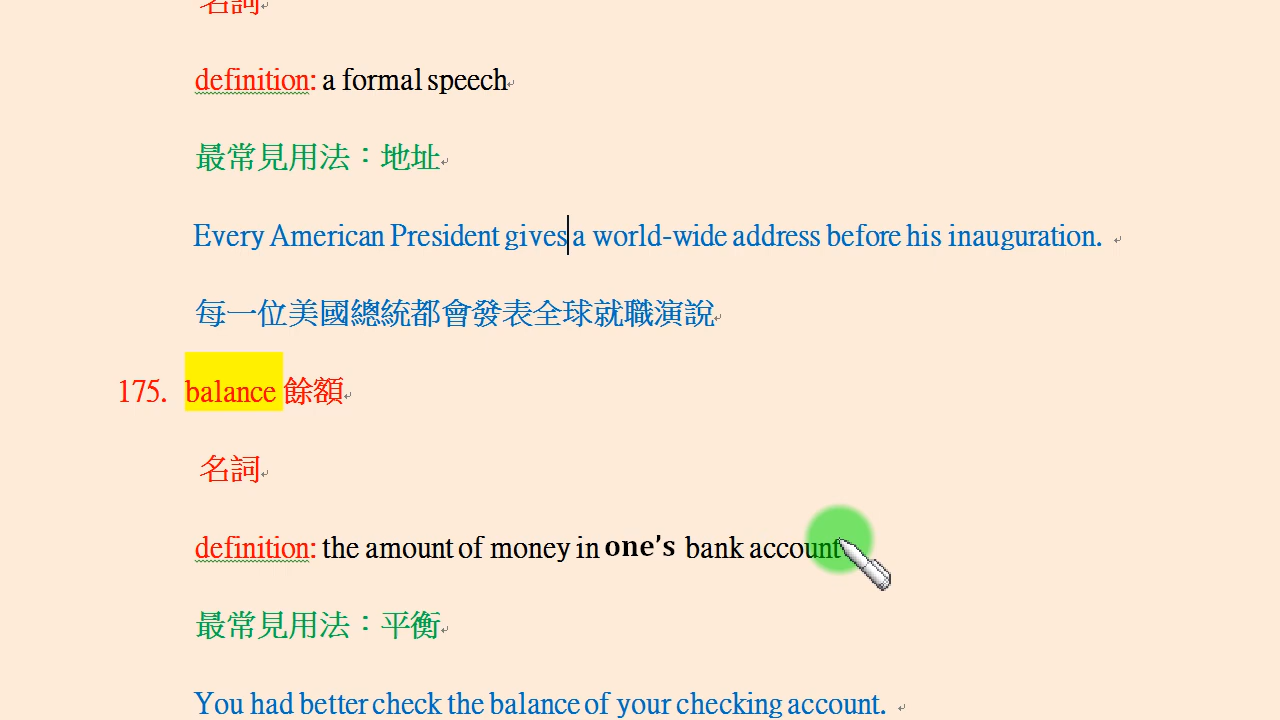 名詞
definition: a formal speech
最常見用法：地址
Every American President gives a world-wide address before his inauguration.
每一位美國總統都會發表全球就職演說
175. balance 餘額
名詞
definition: the amount of money in one's bank account
最常見用法：平衡
You had better check the balance of your checking account.